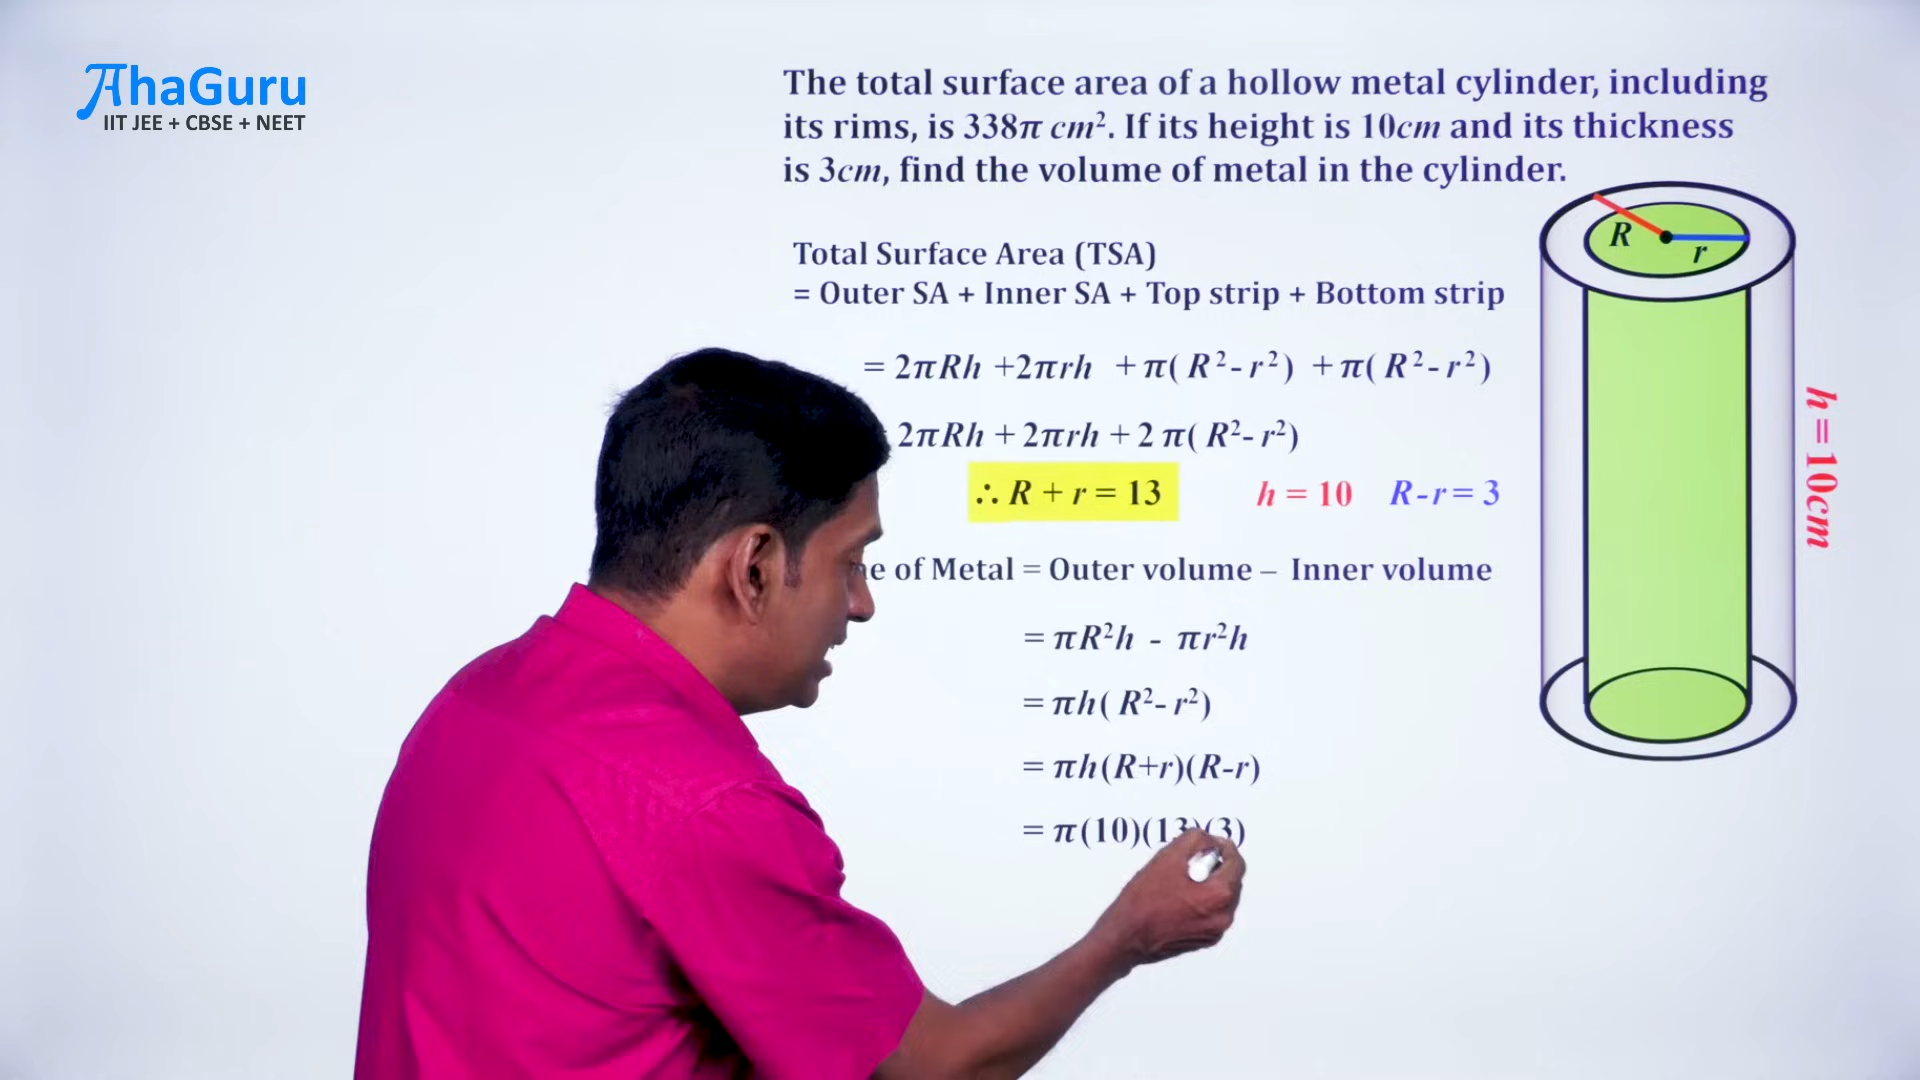 AhaGuru
IIT JEE + CBSE + NEET
The total surface area of a hollow metal cylinder, including
its rims, is 338π cm². If its height is 10cm and its thickness
is 3cm, find the volume of metal in the cylinder.
Total Surface Area (TSA)
= Outer SA + Inner SA + Top strip + Bottom strip
= 2πRh +2πrh + π( R² - r² ) + π( R² - r² )
2πRh + 2πrh + 2 π( R² - r²)
∴ R + r = 13 h = 10 R - r = 3
of Metal = Outer volume – Inner volume
= πR²h - πr²h
= πh( R² - r²)
= πh(R+r)(R-r)
= π(10)(13)(3)
R
r
h = 10cm